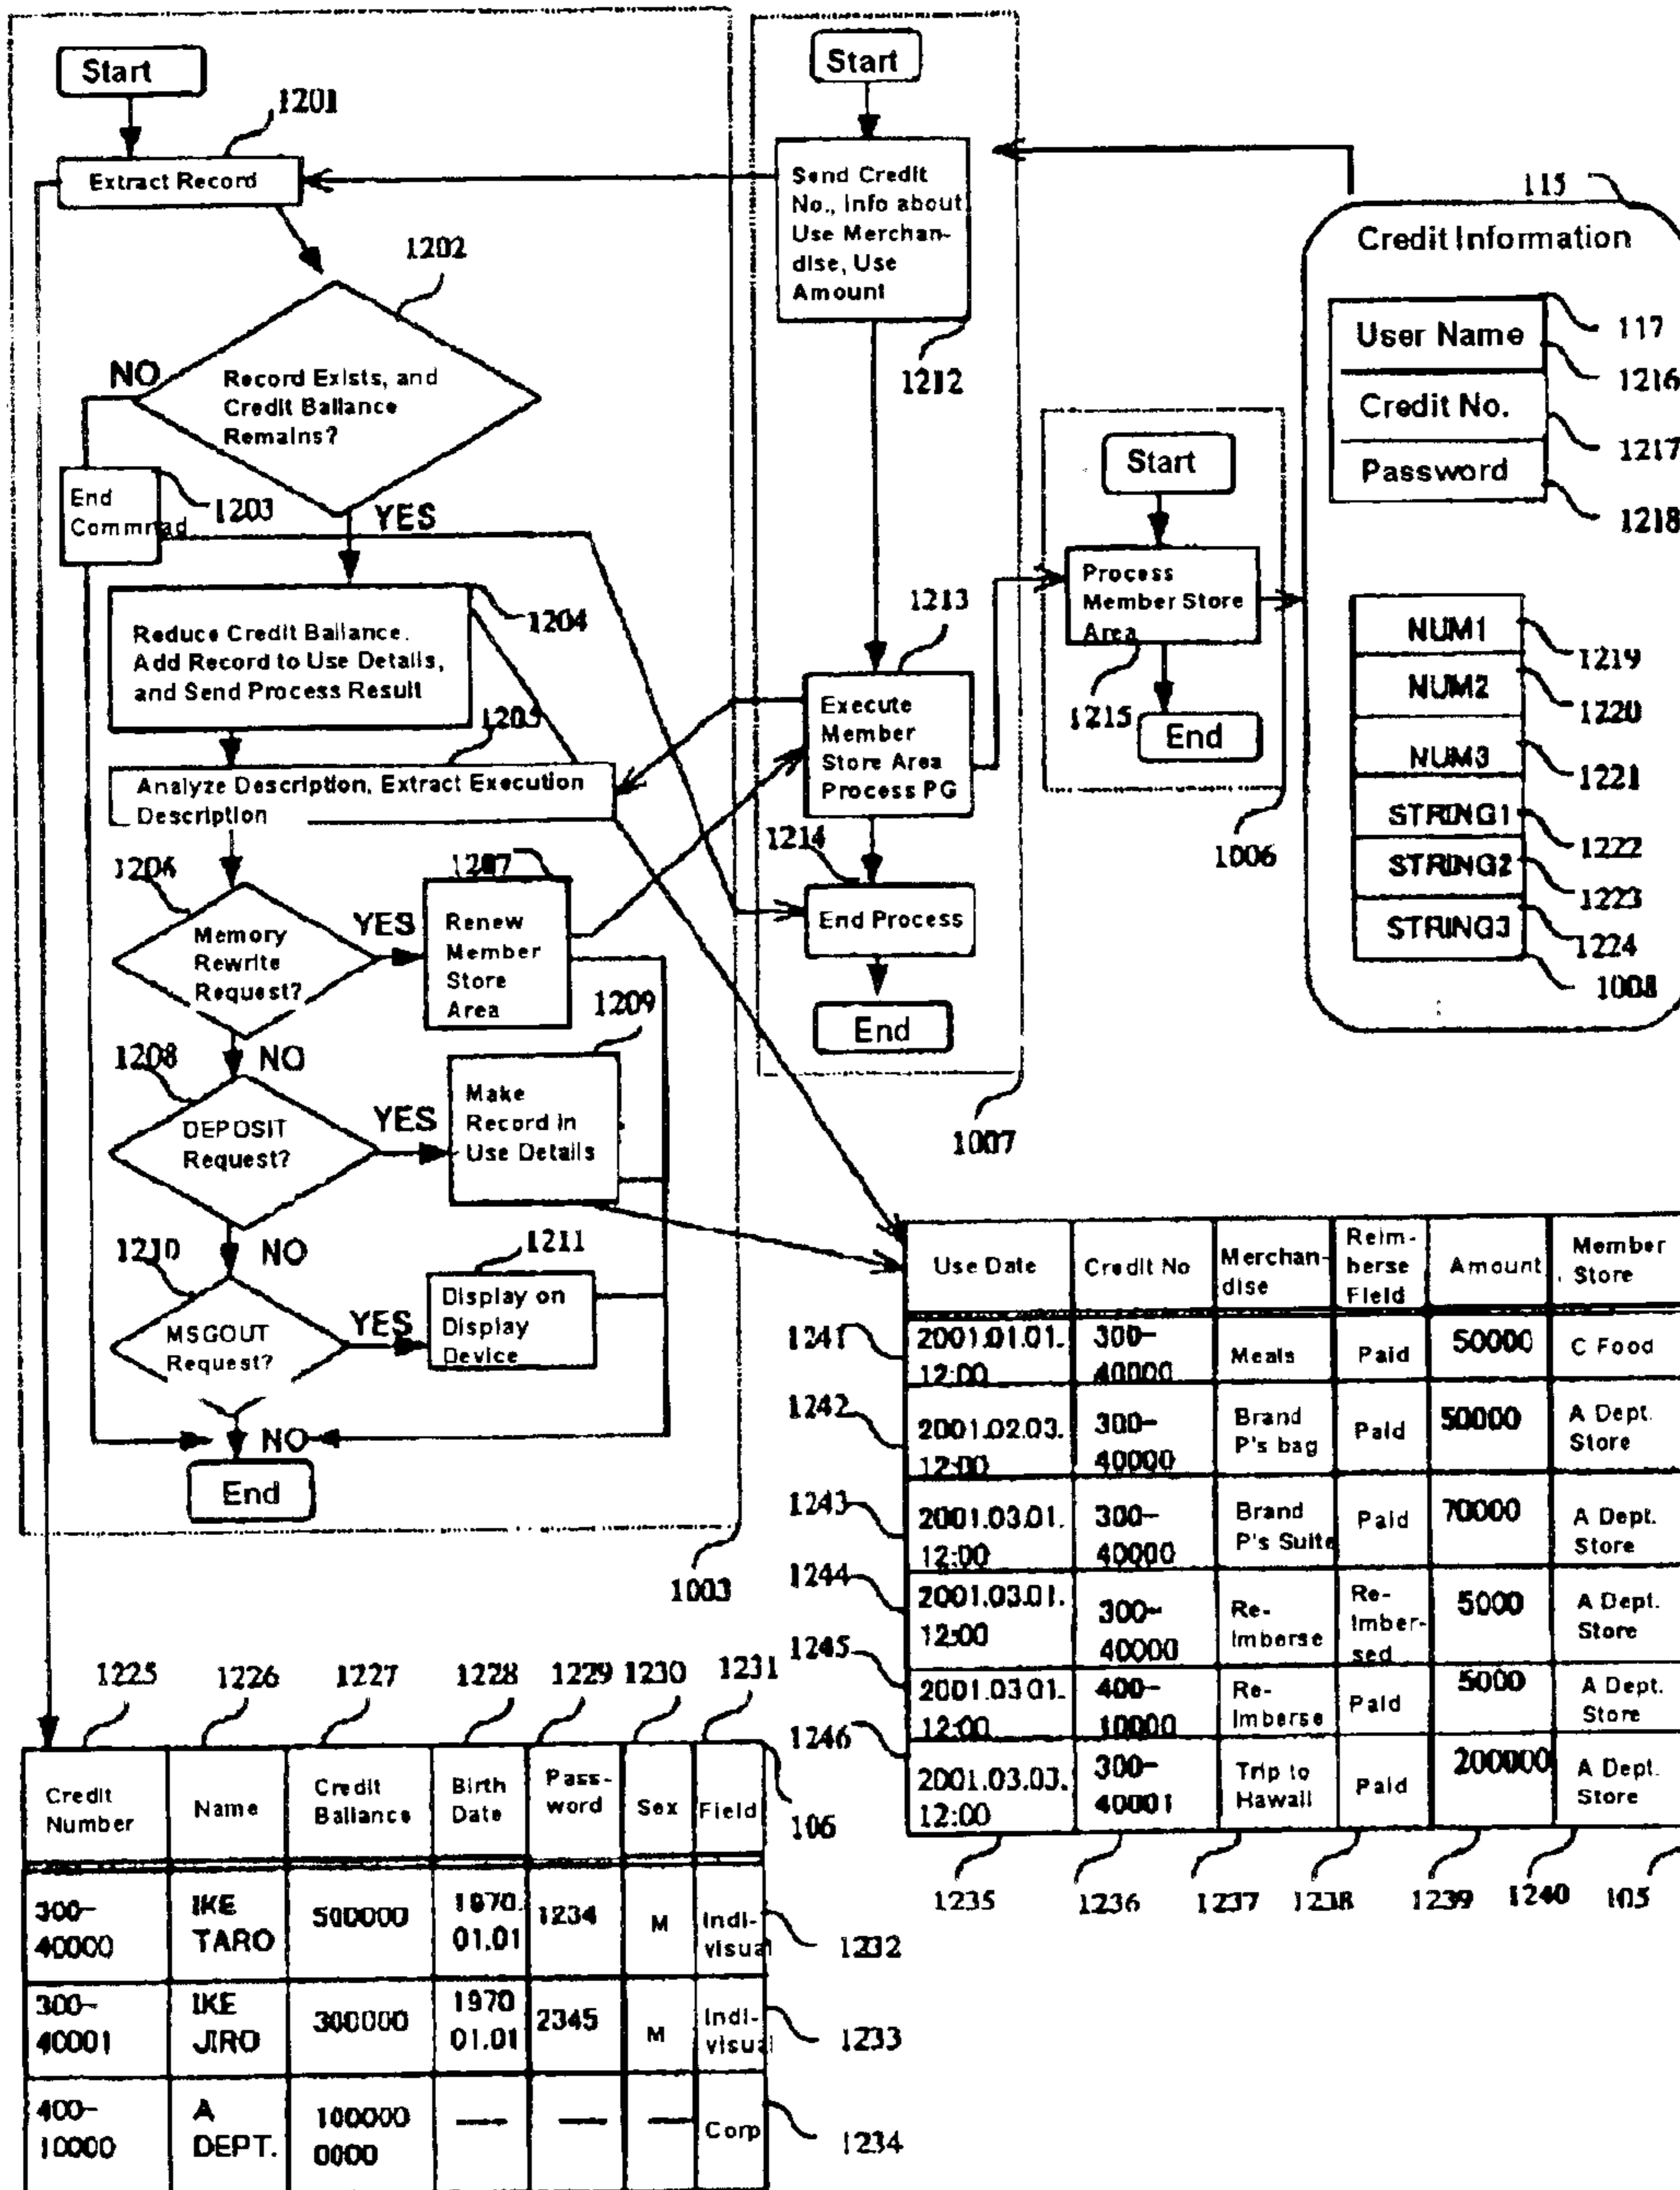 Start
1201
Extract Record
1202
NO
Record Exists, and
Credit Ballance
Remains?
End
Commnad
1203
YES
1204
Reduce Credit Ballance.
Add Record to Use Details,
and Send Process Result
1205
Analyze Description, Extract Execution
Description
1206
Memory
Rewrite
Request?
YES
1207
Renew
Member
Store
Area
NO
1208
DEPOSIT
Request?
YES
1209
Make
Record in
Use Details
NO
1210
MSGOUT
Request?
YES
1211
Display on
Display
Device
NO
End
1003
Start
Send Credit
No., Info about
Use Merchan-
dise, Use
Amount
1212
1213
Execute
Member
Store Area
Process PG
1214
End Process
End
1007
Start
Process
Member Store
Area
1215
End
1006
115
Credit Information
User Name
117
1216
Credit No.
1217
Password
1218
NUM1
1219
NUM2
1220
NUM3
1221
STRING1
1222
STRING2
1223
STRING3
1224
1008
Use Date
Credit No
Merchan-
dise
Reim-
berse
Field
Amount
Member
Store
1241
2001.01.01.
12:00
300-
40000
Meals
Paid
50000
C Food
1242
2001.02.03.
12:00
300-
40000
Brand
P's bag
Paid
50000
A Dept.
Store
1243
2001.03.01.
12:00
300-
40000
Brand
P's Suite
Paid
70000
A Dept.
Store
1244
2001.03.01.
12:00
300-
40000
Re-
Imberse
Re-
Imber-
sed
5000
A Dept.
Store
1245
2001.03.01.
12:00
400-
10000
Re-
Imberse
Paid
5000
A Dept.
Store
1246
2001.03.03.
12:00
300-
40001
Trip to
Hawaii
Paid
200000
A Dept.
Store
1235
1236
1237
1238
1239
1240
105
1225
1226
1227
1228
1229
1230
1231
Credit
Number
Name
Credit
Ballance
Birth
Date
Pass-
word
Sex
Field
106
300-
40000
IKE
TARO
500000
1970.
01.01
1234
M
Indi-
visual
1232
300-
40001
IKE
JIRO
300000
1970
01.01
2345
M
Indi-
visual
1233
400-
10000
A
DEPT.
100000
0000
—
—
—
Corp
1234